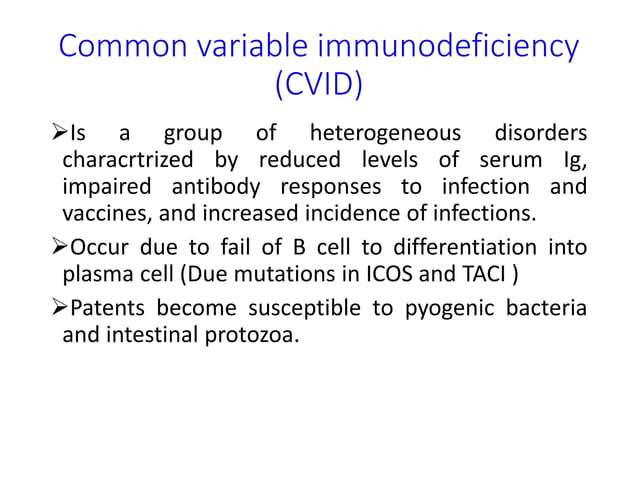 Common variable immunodeficiency
(CVID)
➢Is a group of heterogeneous disorders
characrtrized by reduced levels of serum Ig,
impaired antibody responses to infection and
vaccines, and increased incidence of infections.
➢Occur due to fail of B cell to differentiation into
plasma cell (Due mutations in ICOS and TACI )
➢Patents become susceptible to pyogenic bacteria
and intestinal protozoa.